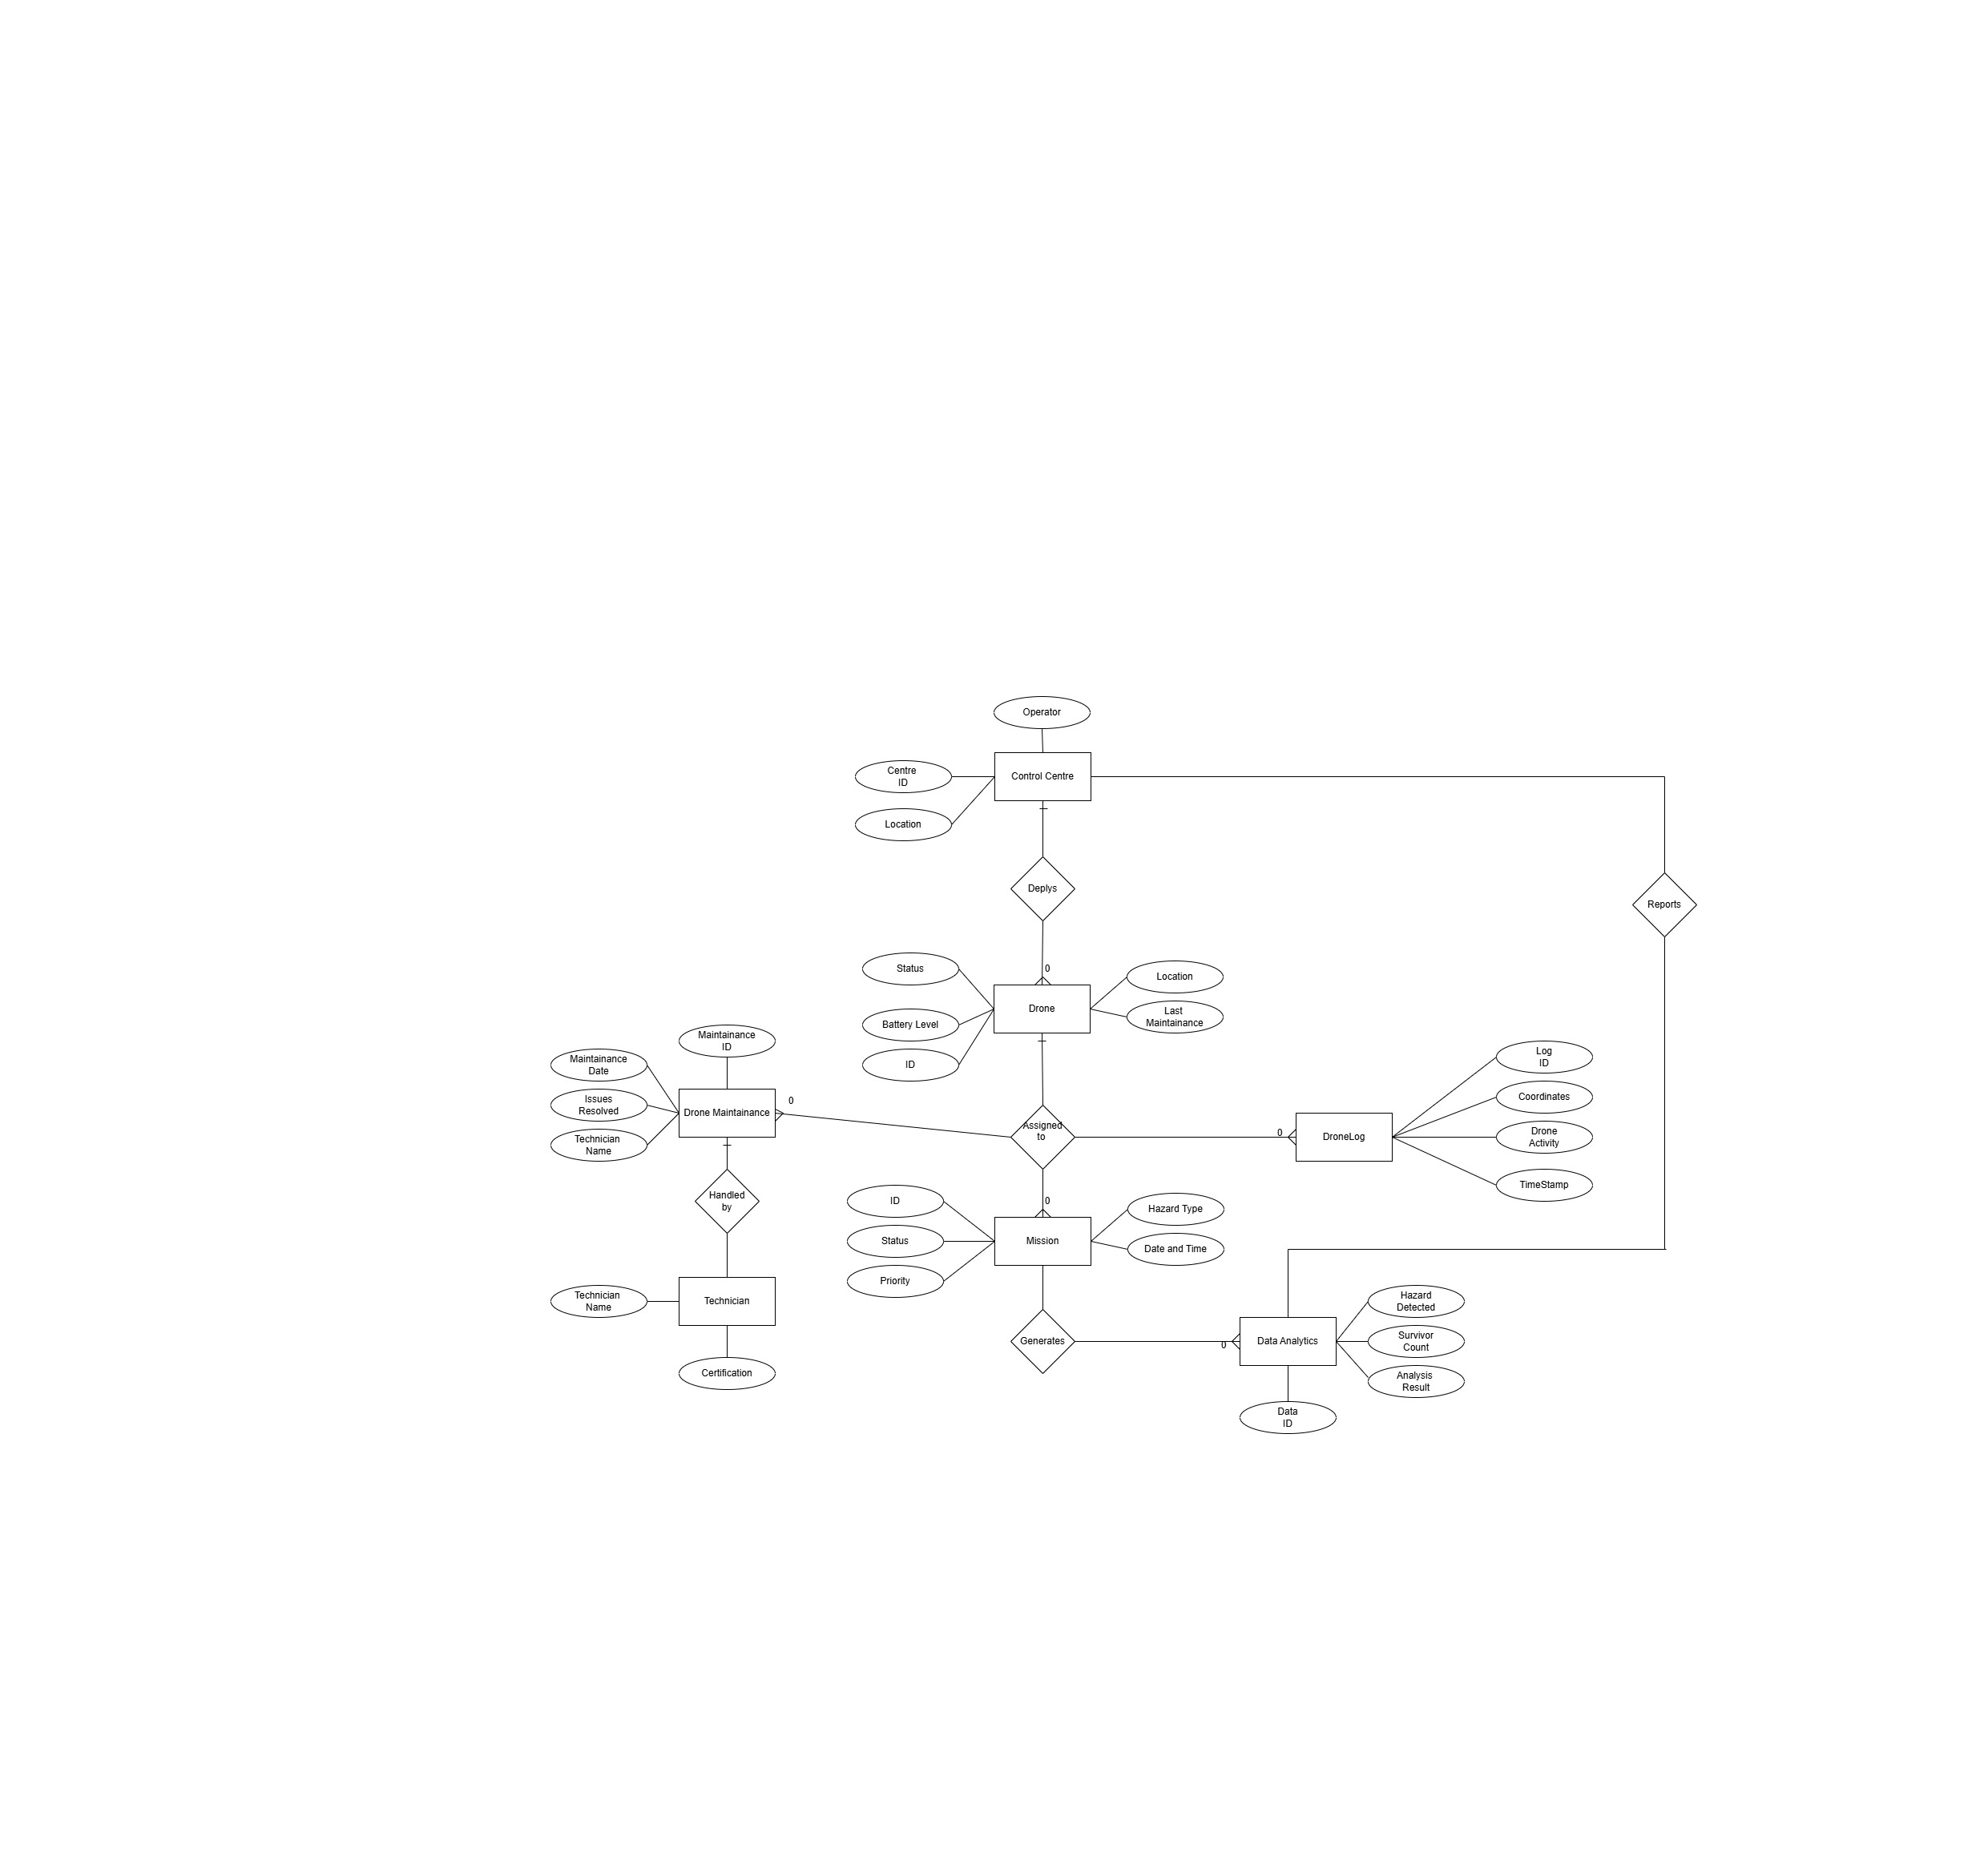 Operator
Centre
ID
Control Centre
Location
Deplys
Reports
Status
0
Location
Drone
Last
Maintainance
Battery Level
ID
Maintainance
ID
Maintainance
Date
Issues
Resolved
Technician
Name
Drone Maintainance
0
Assigned
to
0
DroneLog
Log
ID
Coordinates
Drone
Activity
TimeStamp
Handled
by
ID
0
Hazard Type
Status
Mission
Date and Time
Priority
Technician
Name
Technician
Certification
Generates
0
Data Analytics
Hazard
Detected
Survivor
Count
Analysis
Result
Data
ID